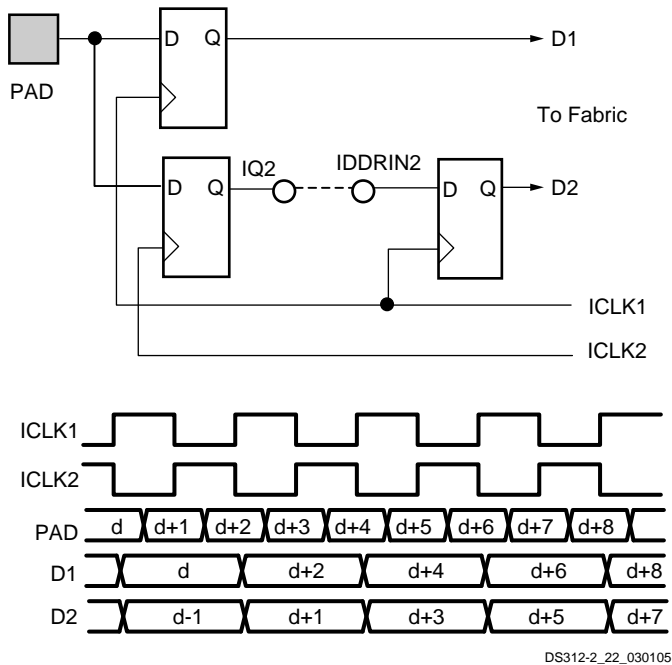 D Q D1
PAD
To Fabric
IQ2 IDDRIN2
D Q D Q D2
ICLK1
ICLK2
ICLK1
ICLK2
PAD d d+1 d+2 d+3 d+4 d+5 d+6 d+7 d+8
D1 d d+2 d+4 d+6 d+8
D2 d-1 d+1 d+3 d+5 d+7
DS312-2_22_030105